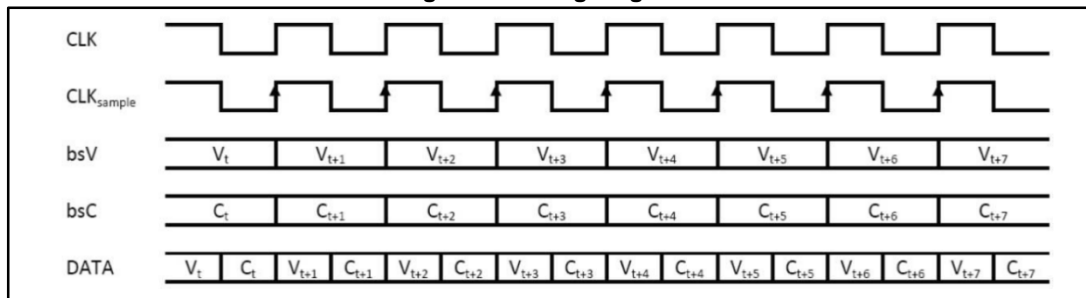 CLK
CLKsample
bsV Vt Vt+1 Vt+2 Vt+3 Vt+4 Vt+5 Vt+6 Vt+7
bsC Ct Ct+1 Ct+2 Ct+3 Ct+4 Ct+5 Ct+6 Ct+7
DATA Vt Ct Vt+1 Ct+1 Vt+2 Ct+2 Vt+3 Ct+3 Vt+4 Ct+4 Vt+5 Ct+5 Vt+6 Ct+6 Vt+7 Ct+7